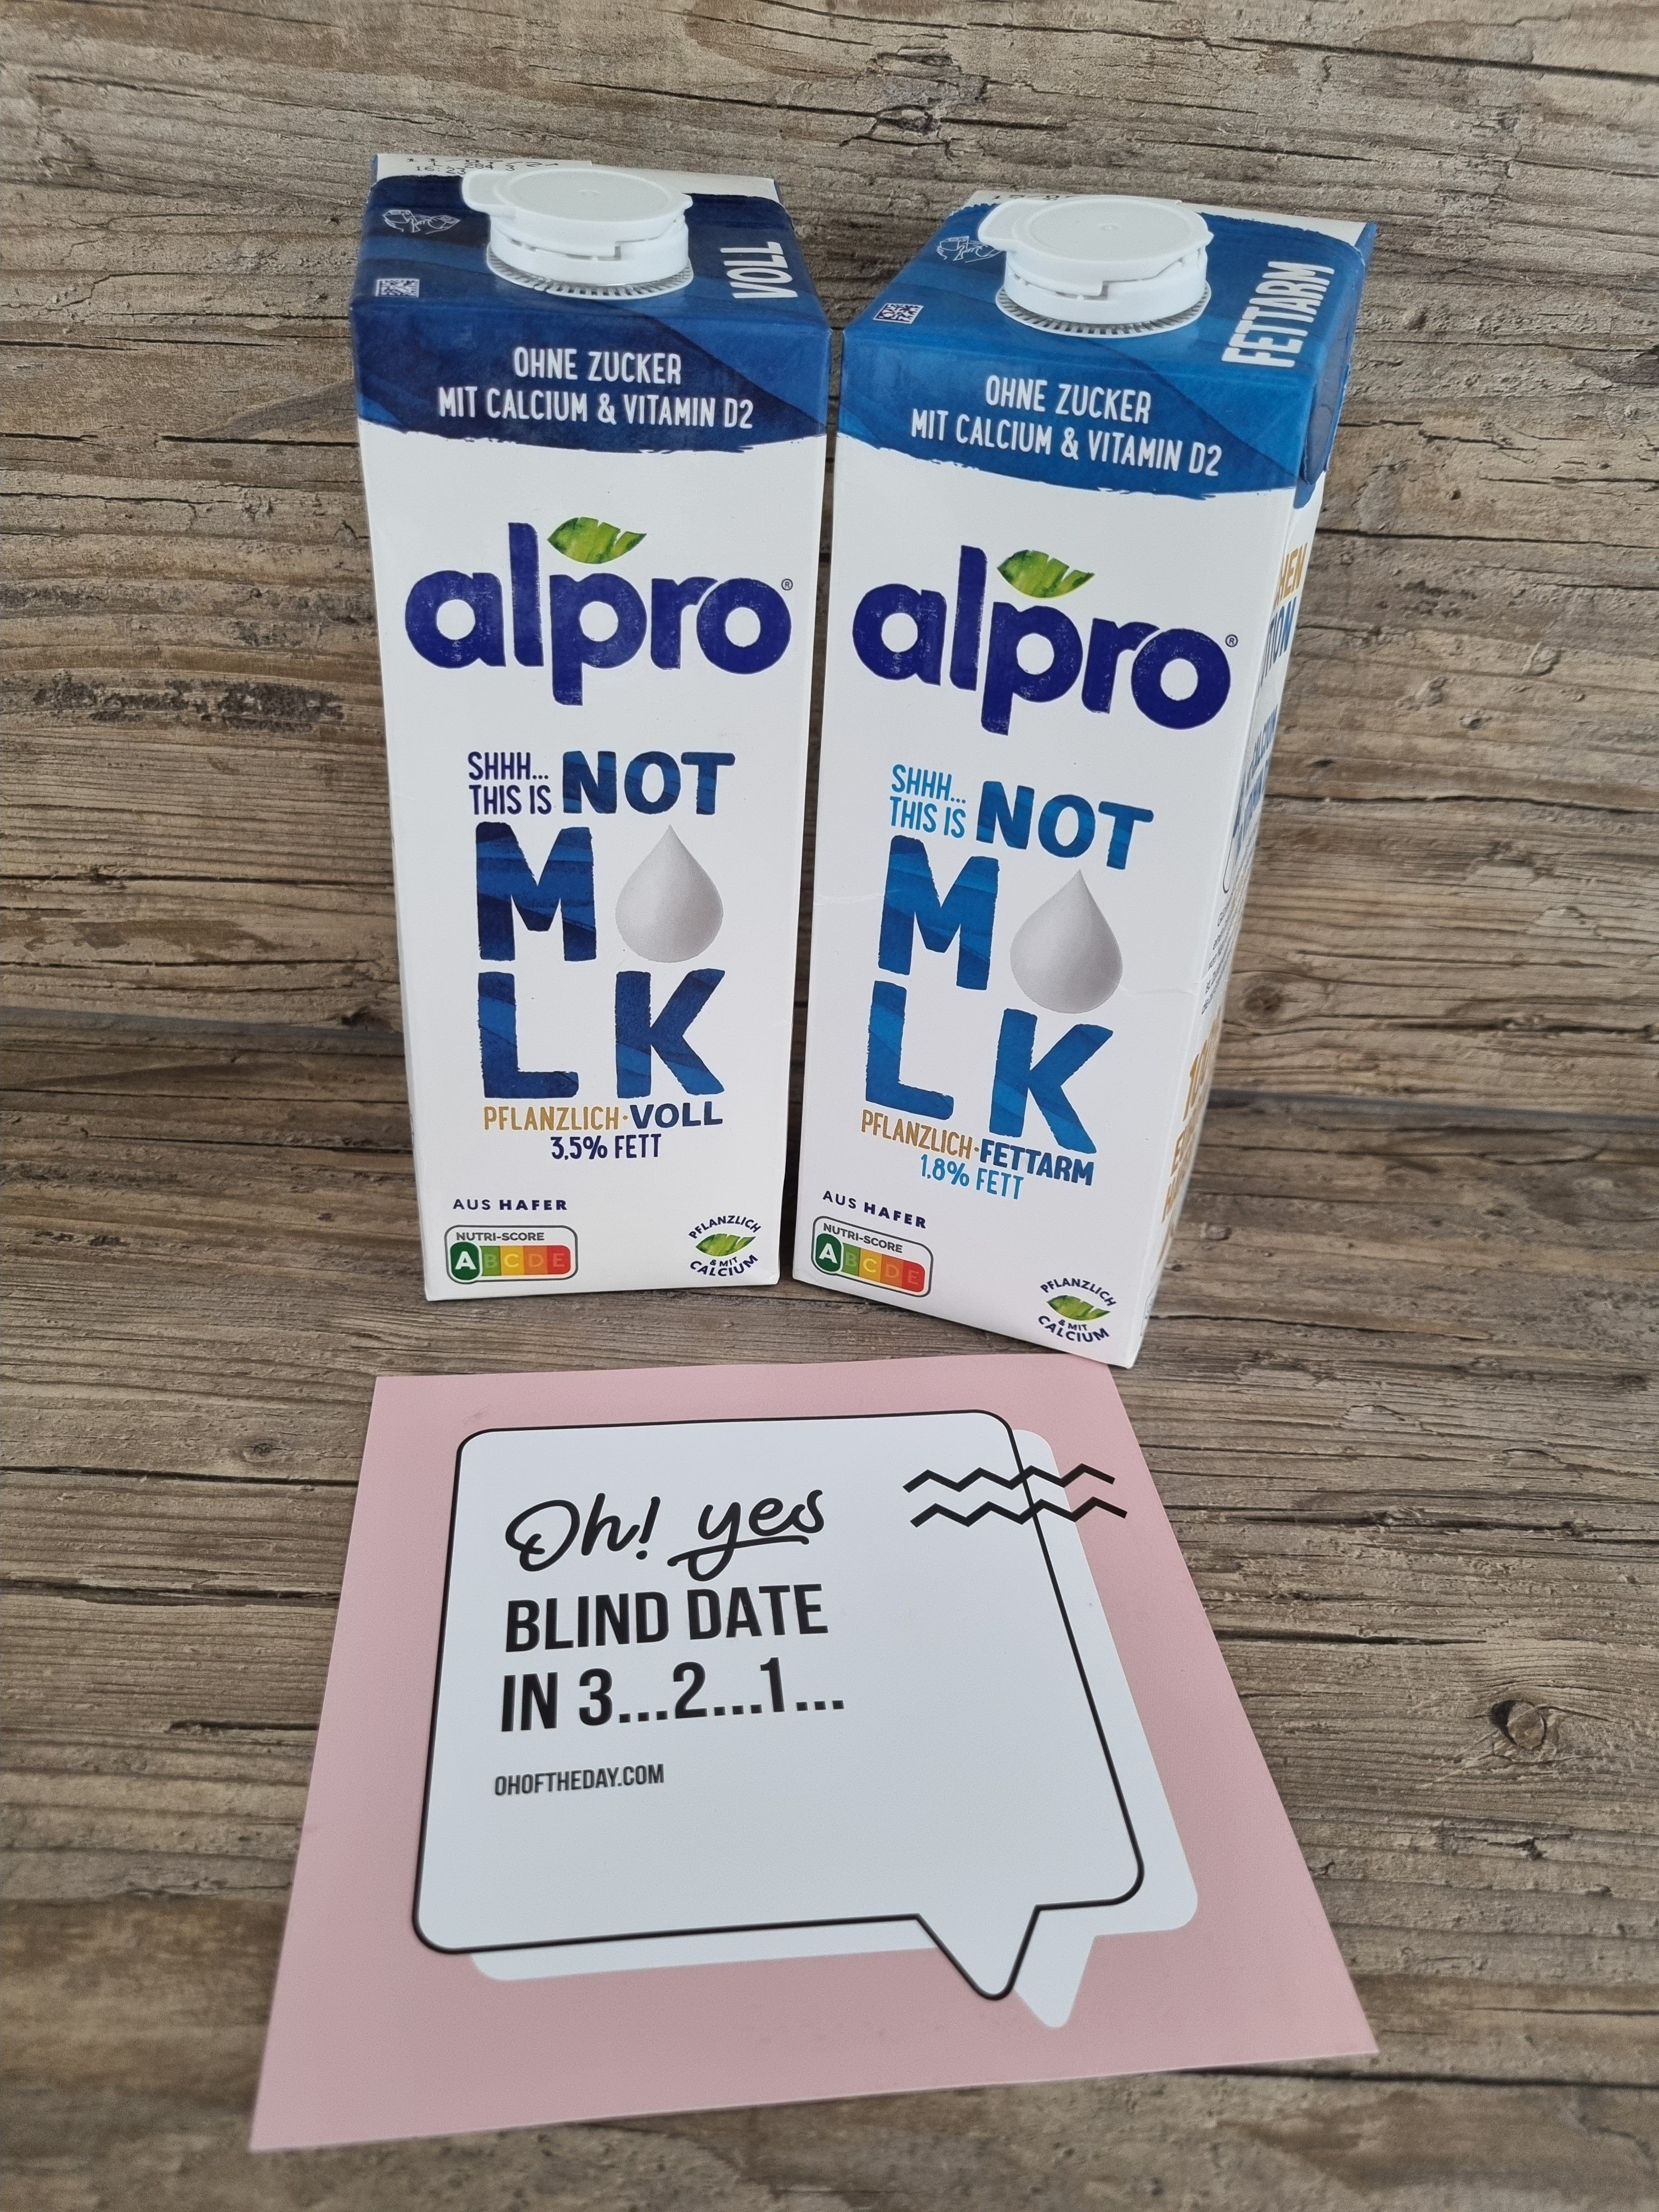 VOLL
OHNE ZUCKER
MIT CALCIUM & VITAMIN D2
alpro®
SHHH...
THIS IS NOT
M
LK
PFLANZLICH·VOLL
3,5% FETT
AUS HAFER
NUTRI-SCORE
A B C D E
PFLANZLICH
& MIT
CALCIUM
FETTARM
OHNE ZUCKER
MIT CALCIUM & VITAMIN D2
alpro®
SHHH...
THIS IS NOT
M
LK
PFLANZLICH·FETTARM
1.8% FETT
AUS HAFER
NUTRI-SCORE
A B C D E
PFLANZLICH
& MIT
CALCIUM
Oh! yes
BLIND DATE
IN 3...2...1...
OHOFTHEDAY.COM